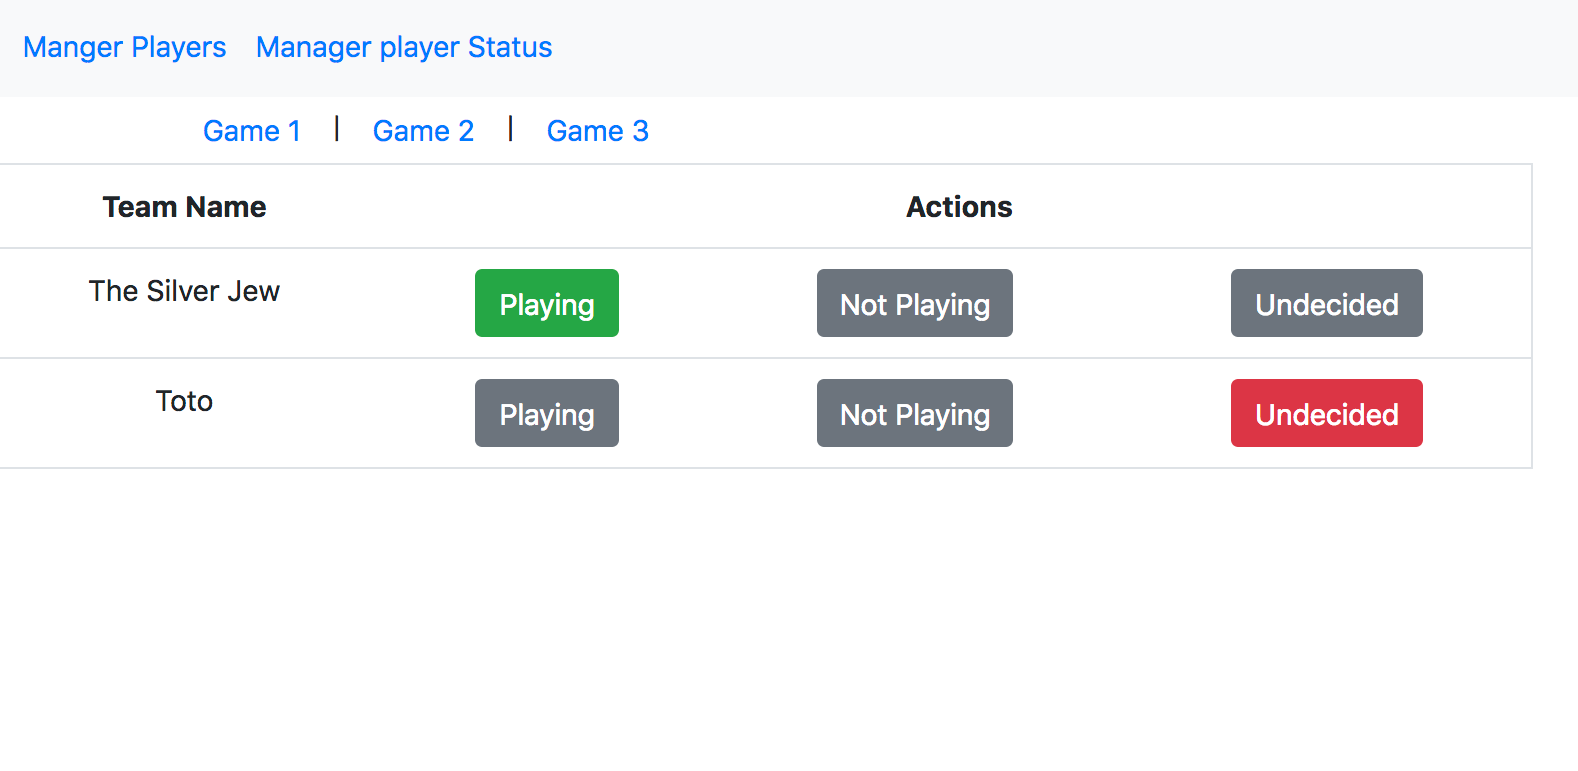 Manger Players Manager player Status
Game 1 | Game 2 | Game 3
Team Name Actions
The Silver Jew Playing Not Playing Undecided
Toto Playing Not Playing Undecided